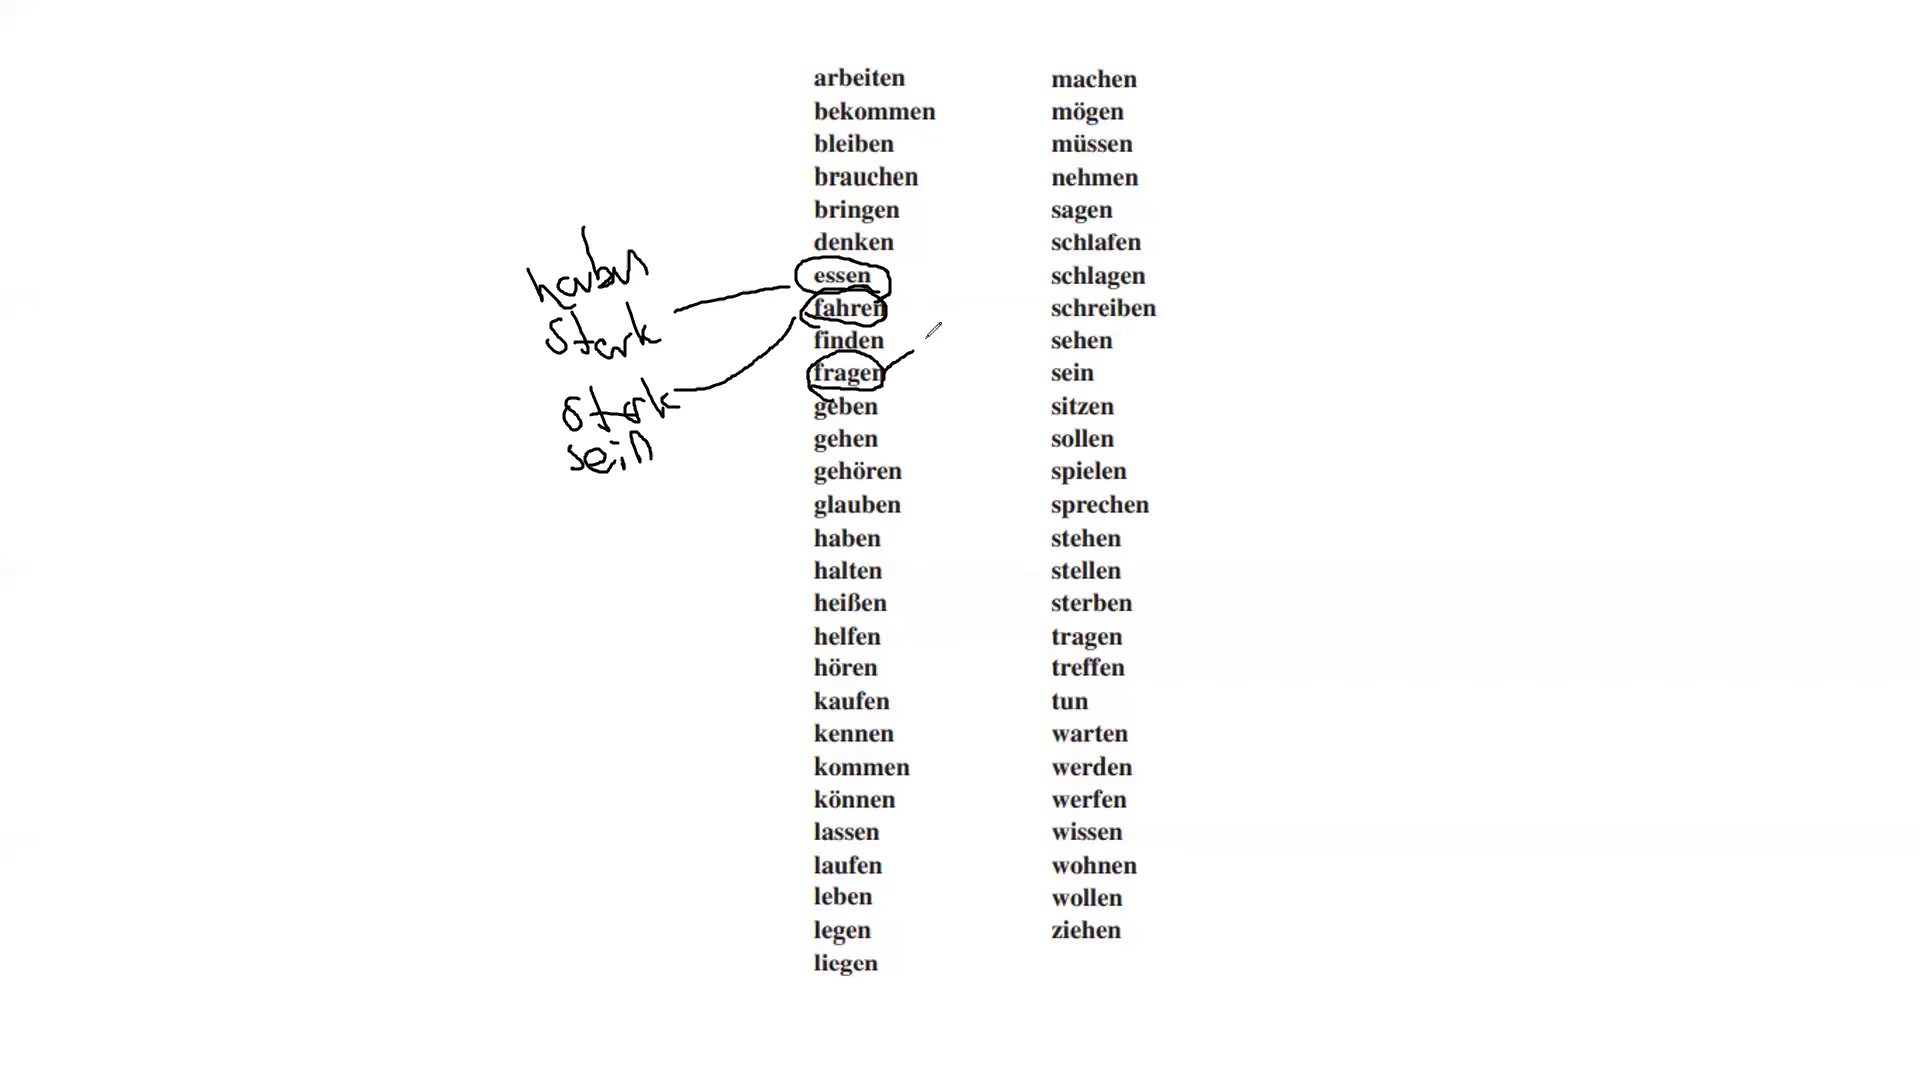 arbeiten
bekommen
bleiben
brauchen
bringen
denken
essen
fahren
finden
fragen
geben
gehen
gehören
glauben
haben
halten
heißen
helfen
hören
kaufen
kennen
kommen
können
lassen
laufen
leben
legen
liegen
machen
mögen
müssen
nehmen
sagen
schlafen
schlagen
schreiben
sehen
sein
sitzen
sollen
spielen
sprechen
stehen
stellen
sterben
tragen
treffen
tun
warten
werden
werfen
wissen
wohnen
wollen
ziehen
haben
stark
stark
sein